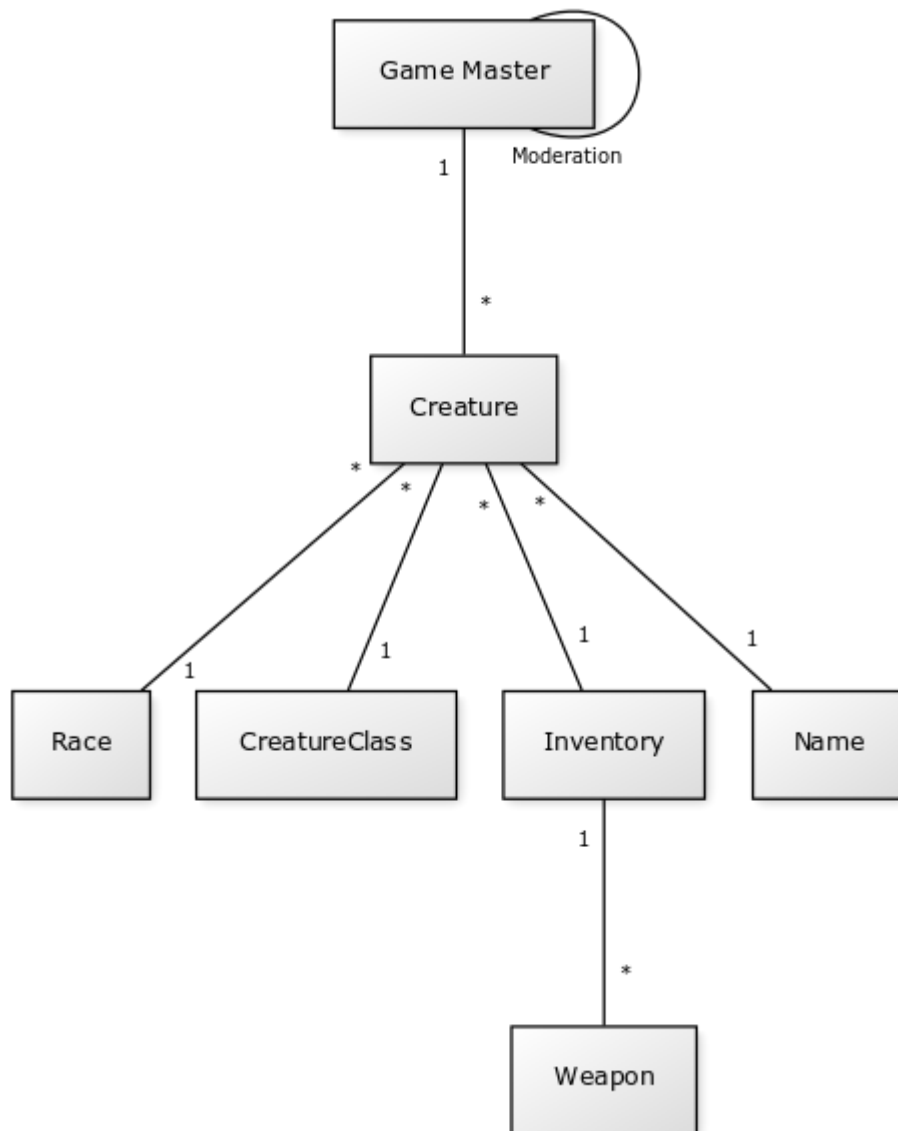 Game Master
Moderation
1
*
Creature
*
*
*
*
1
1
1
1
Race
CreatureClass
Inventory
Name
1
*
Weapon